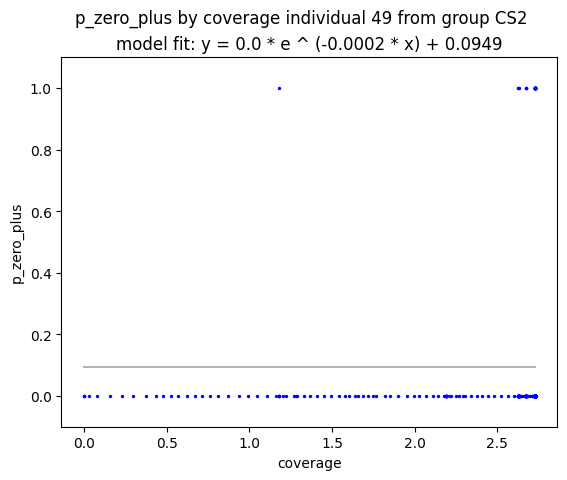 p_zero_plus by coverage individual 49 from group CS2
model fit: y = 0.0 * e ^ (-0.0002 * x) + 0.0949
p_zero_plus
1.0
0.8
0.6
0.4
0.2
0.0
0.0 0.5 1.0 1.5 2.0 2.5
coverage